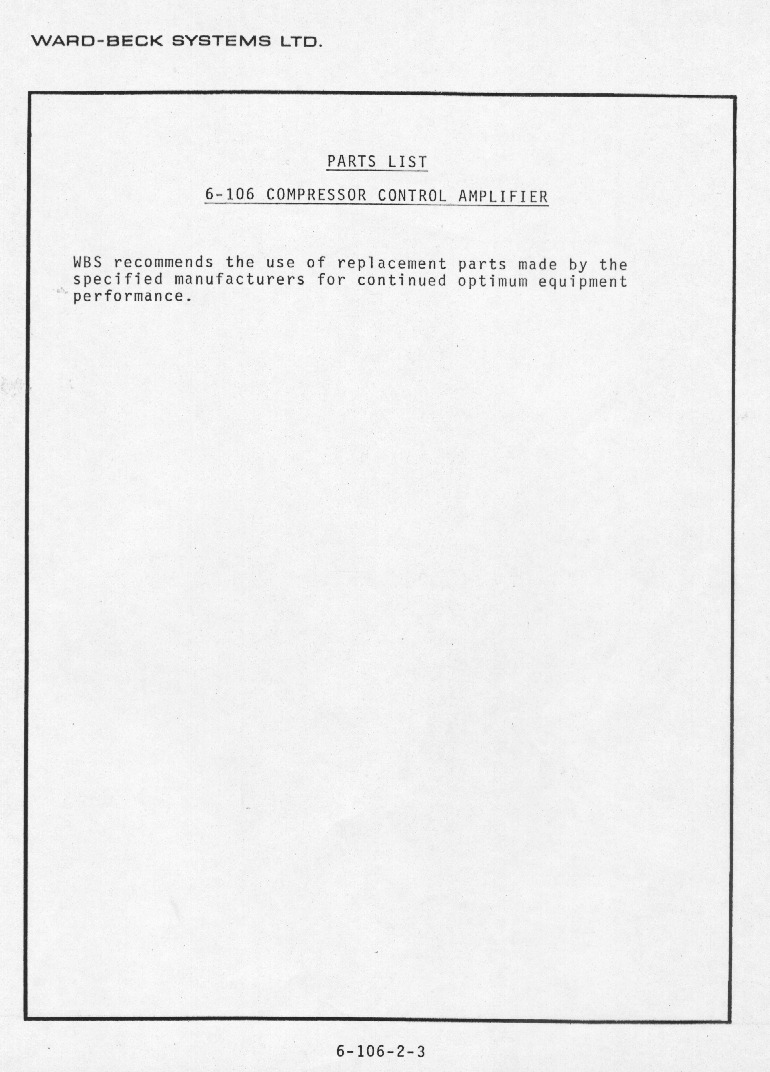 WARD-BECK SYSTEMS LTD.
PARTS LIST
6-106 COMPRESSOR CONTROL AMPLIFIER
WBS recommends the use of replacement parts made by the
specified manufacturers for continued optimum equipment
performance.
6-106-2-3